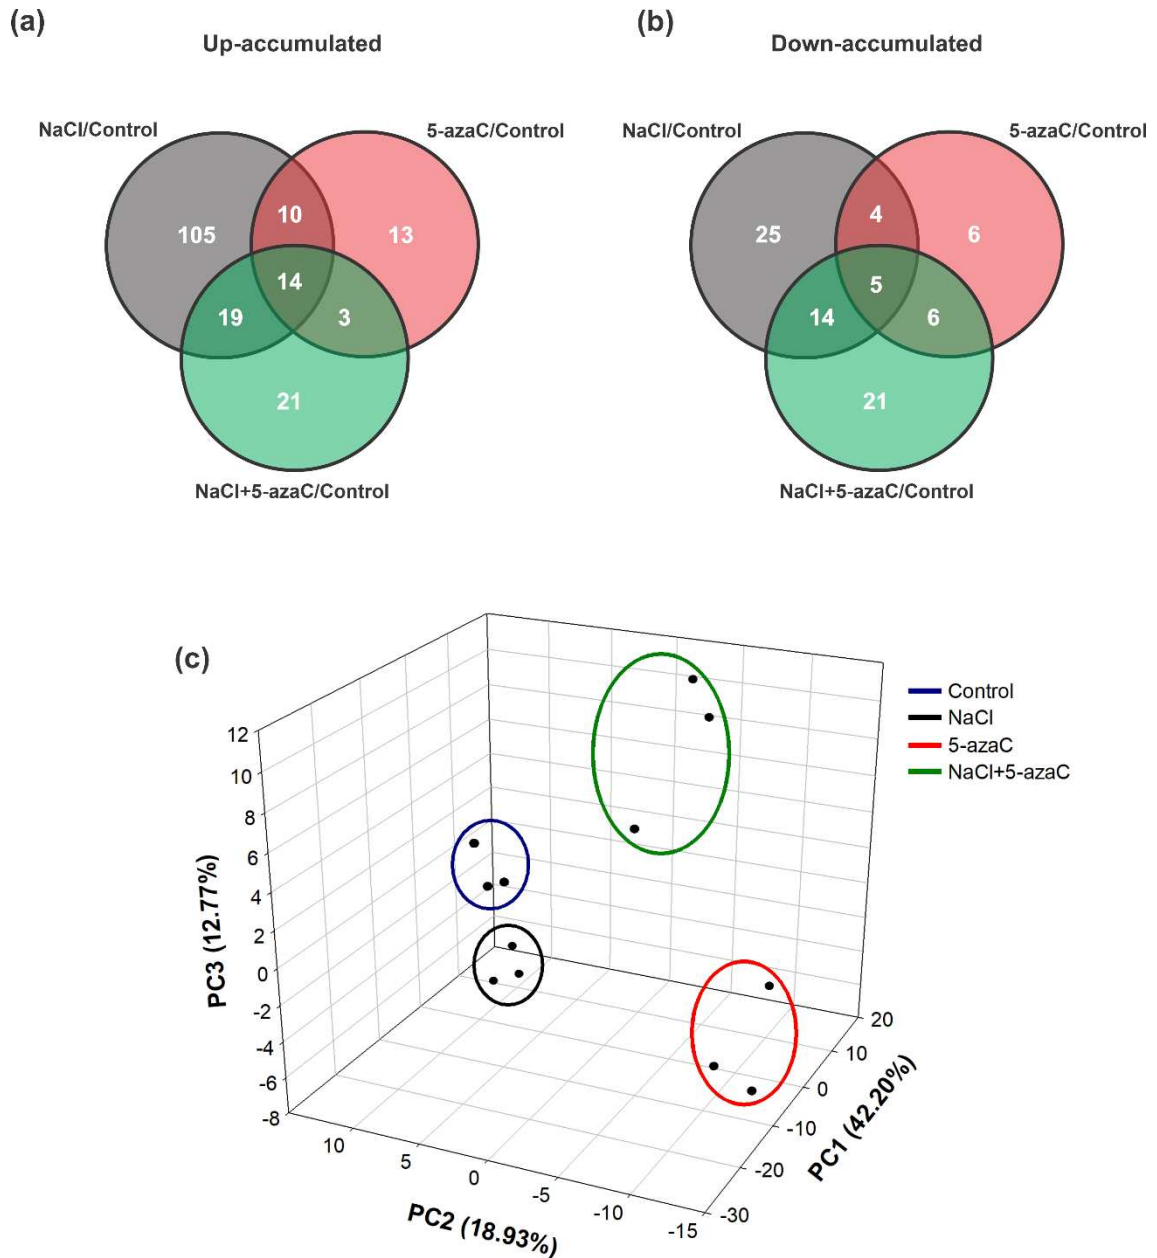 (a)
Up-accumulated
NaCl/Control
5-azaC/Control
105
10
13
14
19
3
21
NaCl+5-azaC/Control
(b)
Down-accumulated
NaCl/Control
5-azaC/Control
25
4
6
5
14
6
21
NaCl+5-azaC/Control
(c)
Control
NaCl
5-azaC
NaCl+5-azaC
PC3 (12.77%)
12
10
8
6
4
2
0
-2
-4
-6
-8
10
5
0
-5
-10
-15
PC2 (18.93%)
20
10
0
-10
-20
-30
PC1 (42.20%)